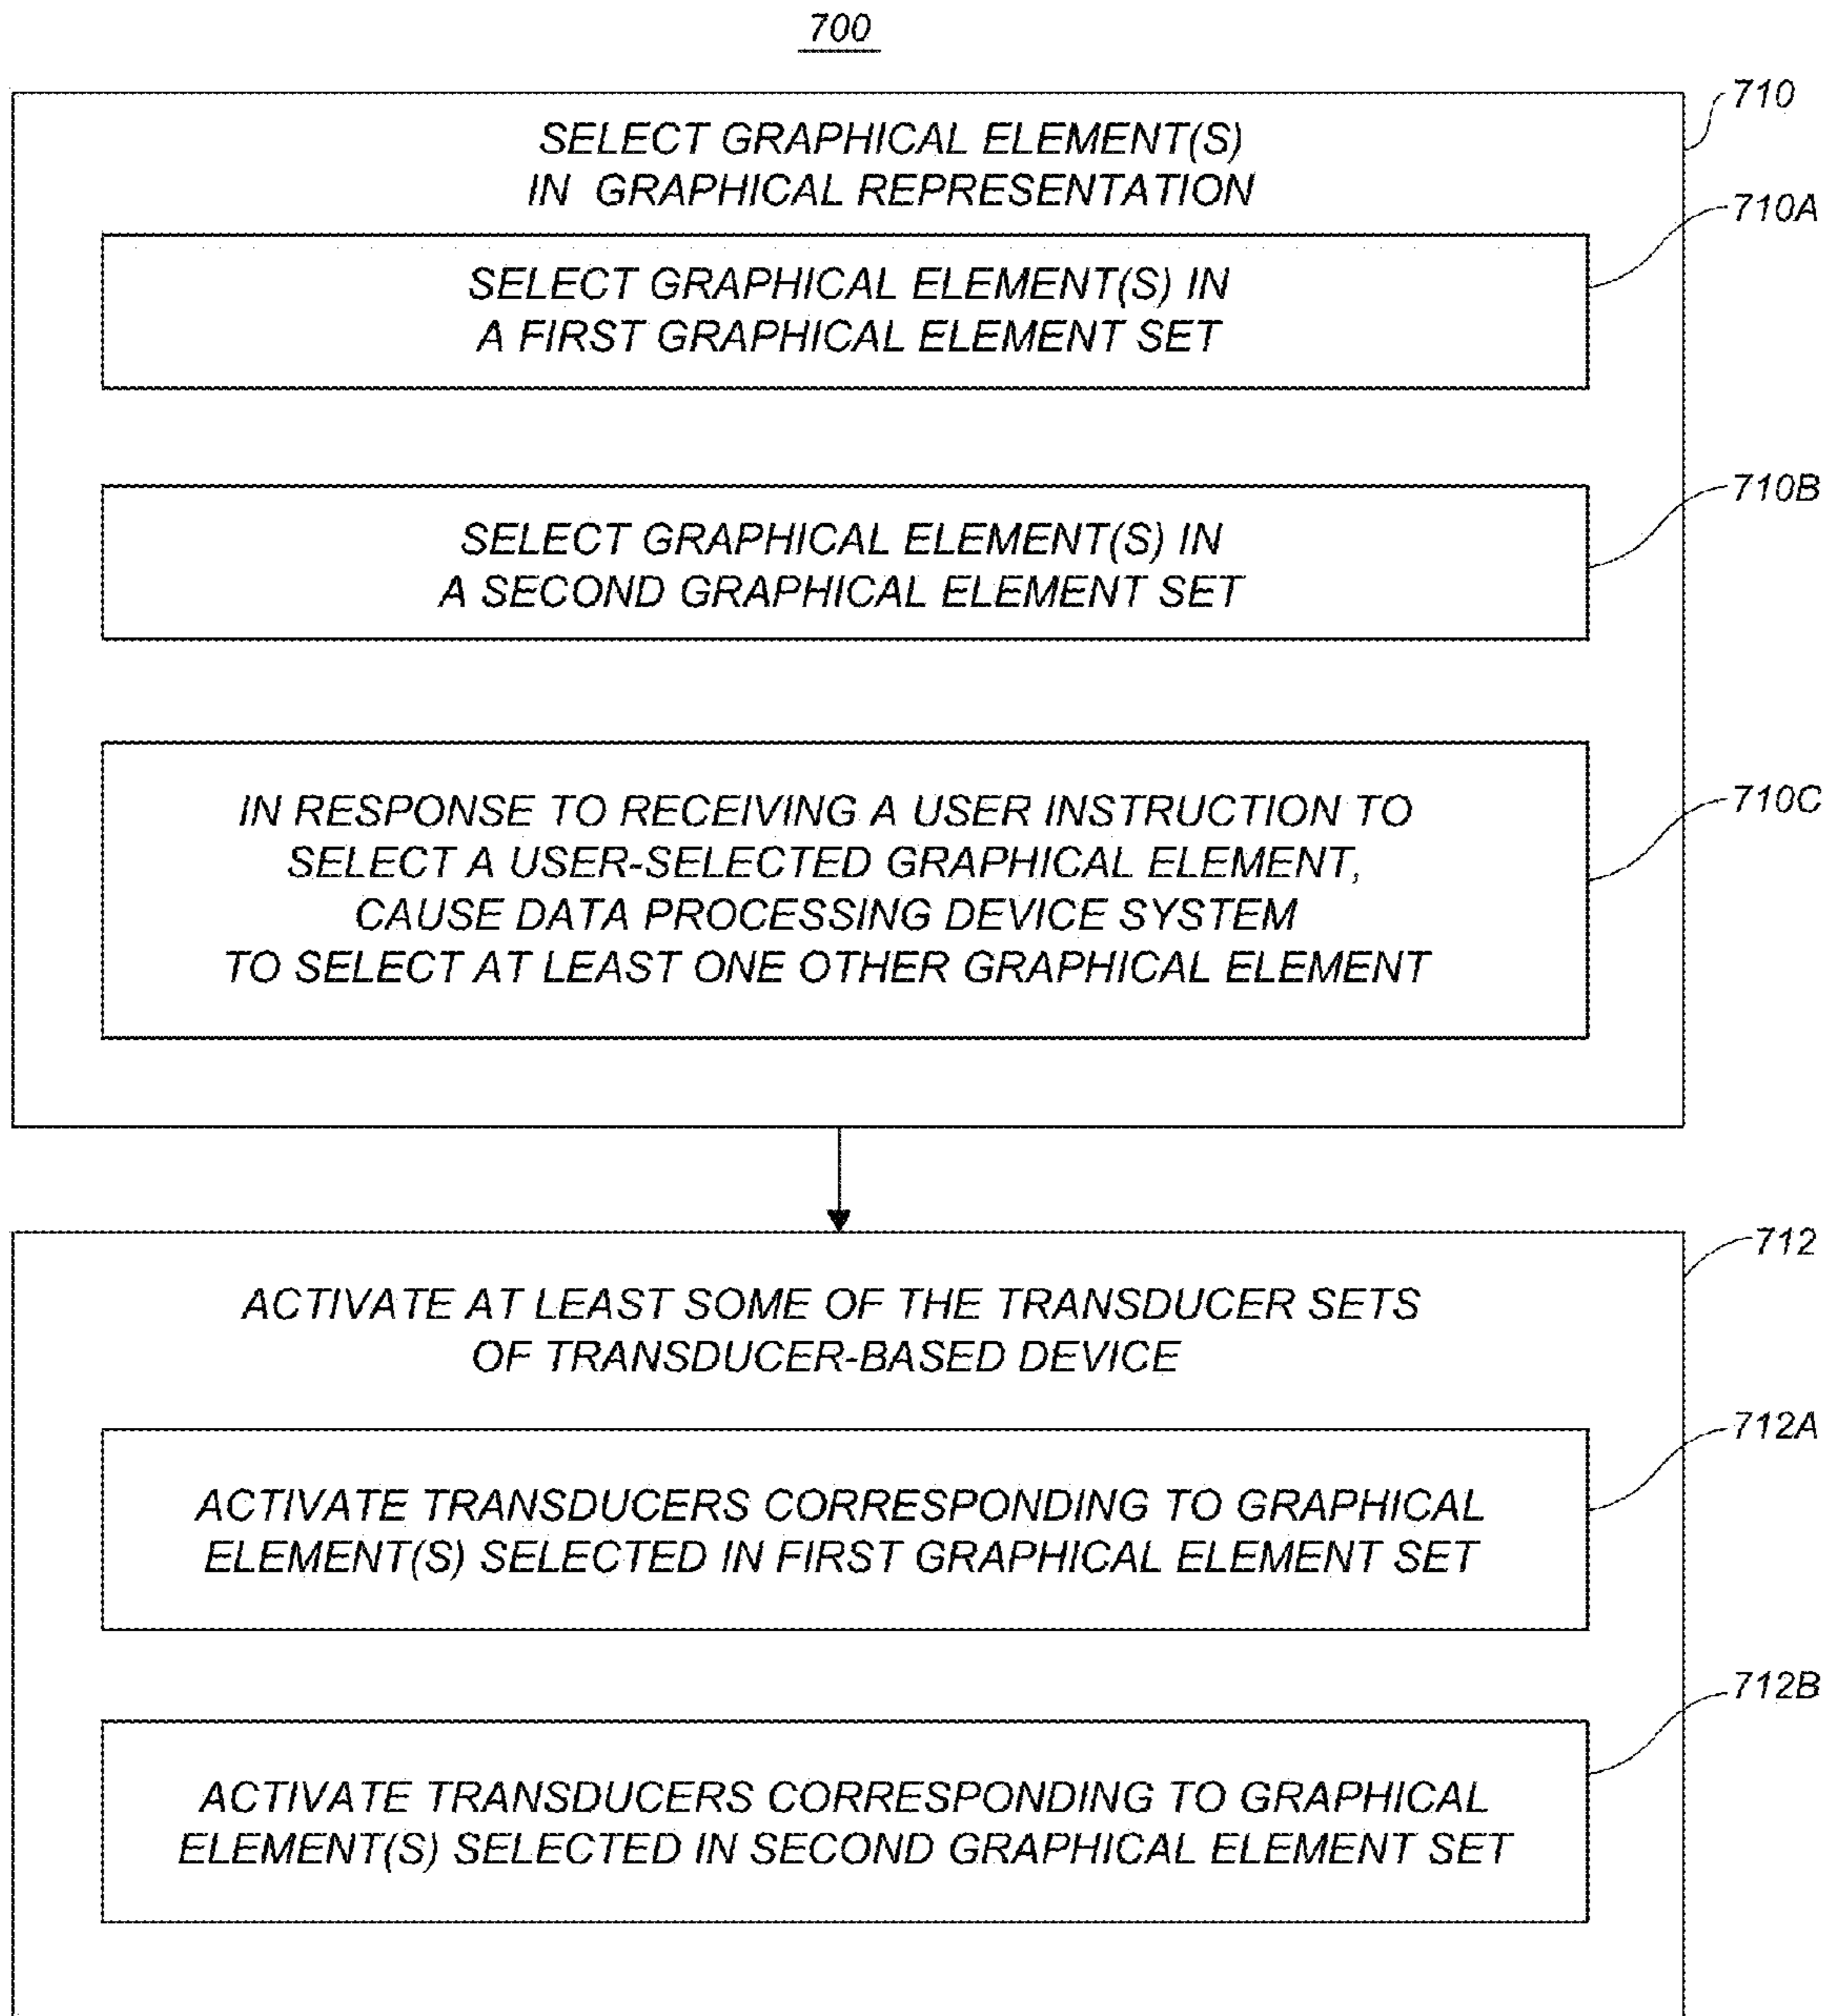 700
710
SELECT GRAPHICAL ELEMENT(S)
IN GRAPHICAL REPRESENTATION
710A
SELECT GRAPHICAL ELEMENT(S) IN
A FIRST GRAPHICAL ELEMENT SET
710B
SELECT GRAPHICAL ELEMENT(S) IN
A SECOND GRAPHICAL ELEMENT SET
710C
IN RESPONSE TO RECEIVING A USER INSTRUCTION TO
SELECT A USER-SELECTED GRAPHICAL ELEMENT,
CAUSE DATA PROCESSING DEVICE SYSTEM
TO SELECT AT LEAST ONE OTHER GRAPHICAL ELEMENT
712
ACTIVATE AT LEAST SOME OF THE TRANSDUCER SETS
OF TRANSDUCER-BASED DEVICE
712A
ACTIVATE TRANSDUCERS CORRESPONDING TO GRAPHICAL
ELEMENT(S) SELECTED IN FIRST GRAPHICAL ELEMENT SET
712B
ACTIVATE TRANSDUCERS CORRESPONDING TO GRAPHICAL
ELEMENT(S) SELECTED IN SECOND GRAPHICAL ELEMENT SET